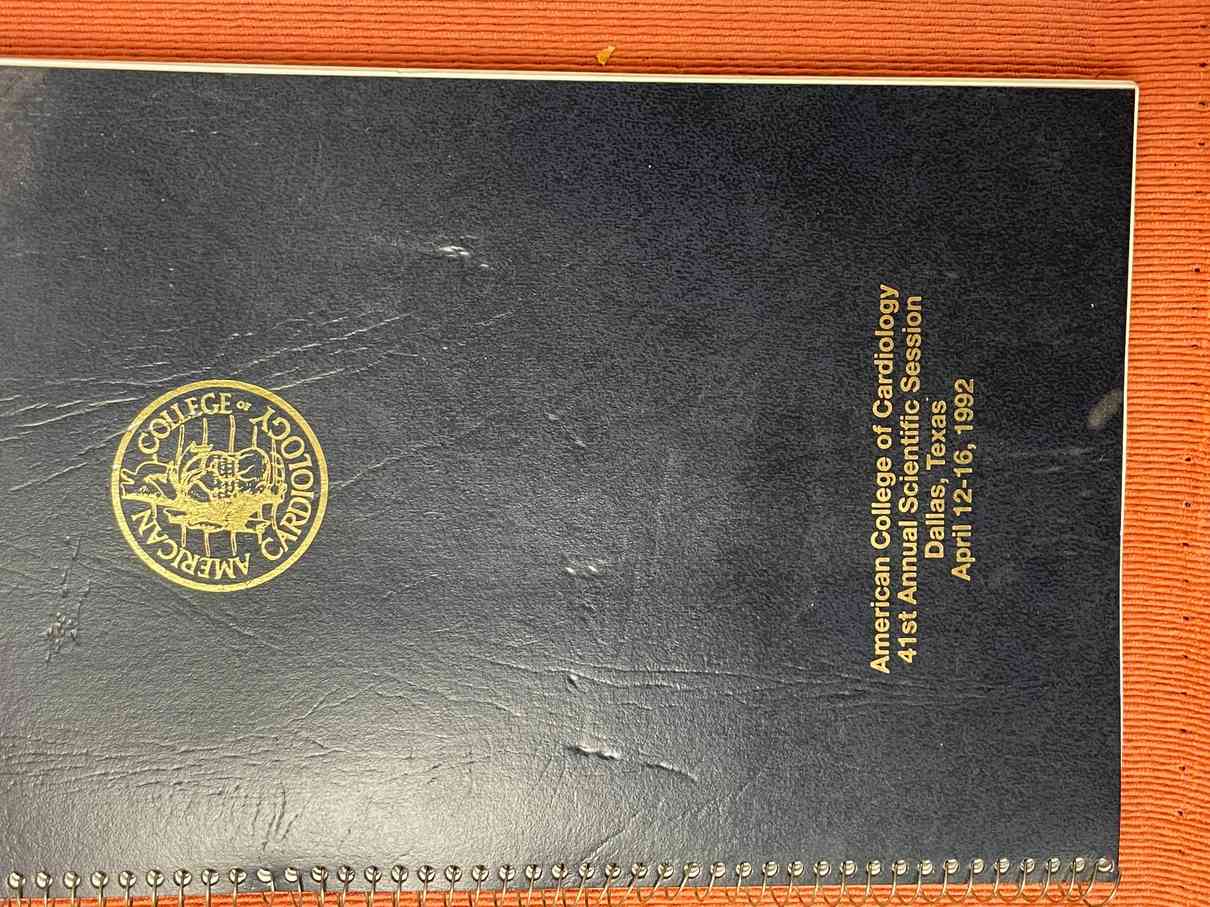 AMERICAN COLLEGE OF CARDIOLOGY
American College of Cardiology
41st Annual Scientific Session
Dallas, Texas
April 12-16, 1992